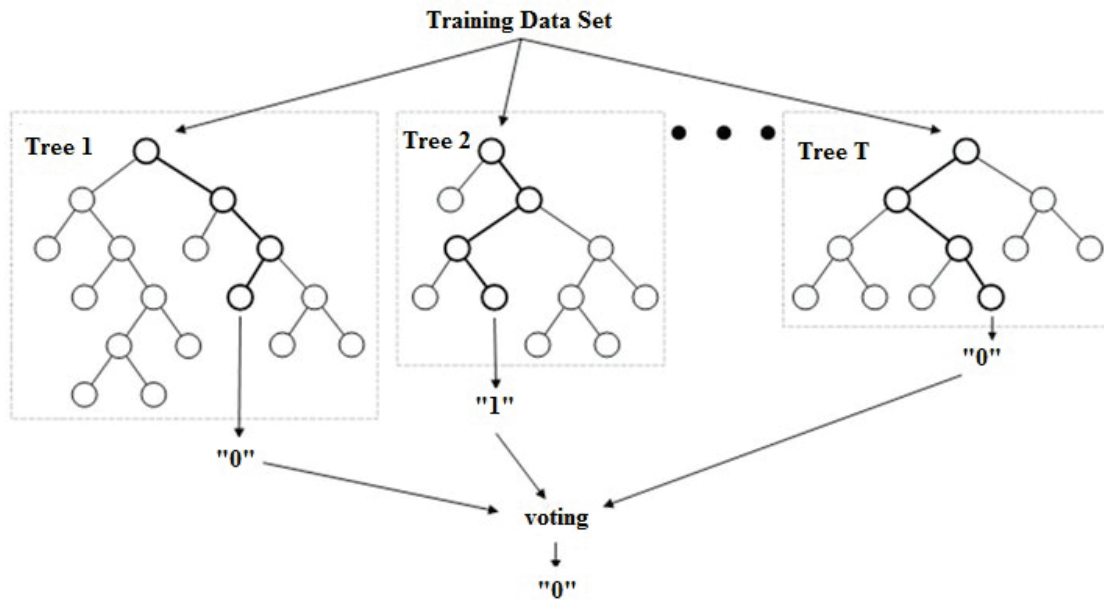 Training Data Set
Tree 1
Tree 2
Tree T
"0"
"1"
"0"
voting
"0"